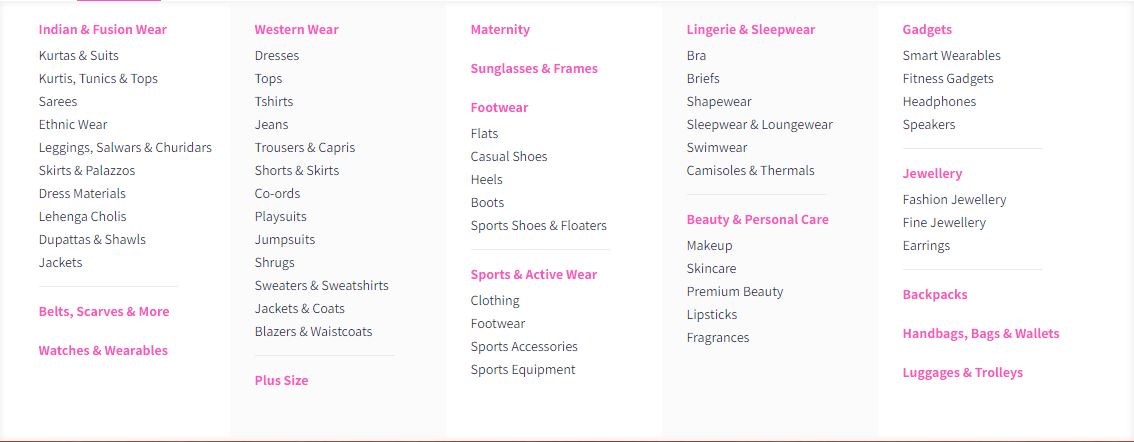 Indian & Fusion Wear
Kurtas & Suits
Kurtis, Tunics & Tops
Sarees
Ethnic Wear
Leggings, Salwars & Churidars
Skirts & Palazzos
Dress Materials
Lehenga Cholis
Dupattas & Shawls
Jackets
Belts, Scarves & More
Watches & Wearables
Western Wear
Dresses
Tops
Tshirts
Jeans
Trousers & Capris
Shorts & Skirts
Co-ords
Playsuits
Jumpsuits
Shrugs
Sweaters & Sweatshirts
Jackets & Coats
Blazers & Waistcoats
Plus Size
Maternity
Sunglasses & Frames
Footwear
Flats
Casual Shoes
Heels
Boots
Sports Shoes & Floaters
Sports & Active Wear
Clothing
Footwear
Sports Accessories
Sports Equipment
Lingerie & Sleepwear
Bra
Briefs
Shapewear
Sleepwear & Loungewear
Swimwear
Camisoles & Thermals
Beauty & Personal Care
Makeup
Skincare
Premium Beauty
Lipsticks
Fragrances
Gadgets
Smart Wearables
Fitness Gadgets
Headphones
Speakers
Jewellery
Fashion Jewellery
Fine Jewellery
Earrings
Backpacks
Handbags, Bags & Wallets
Luggages & Trolleys